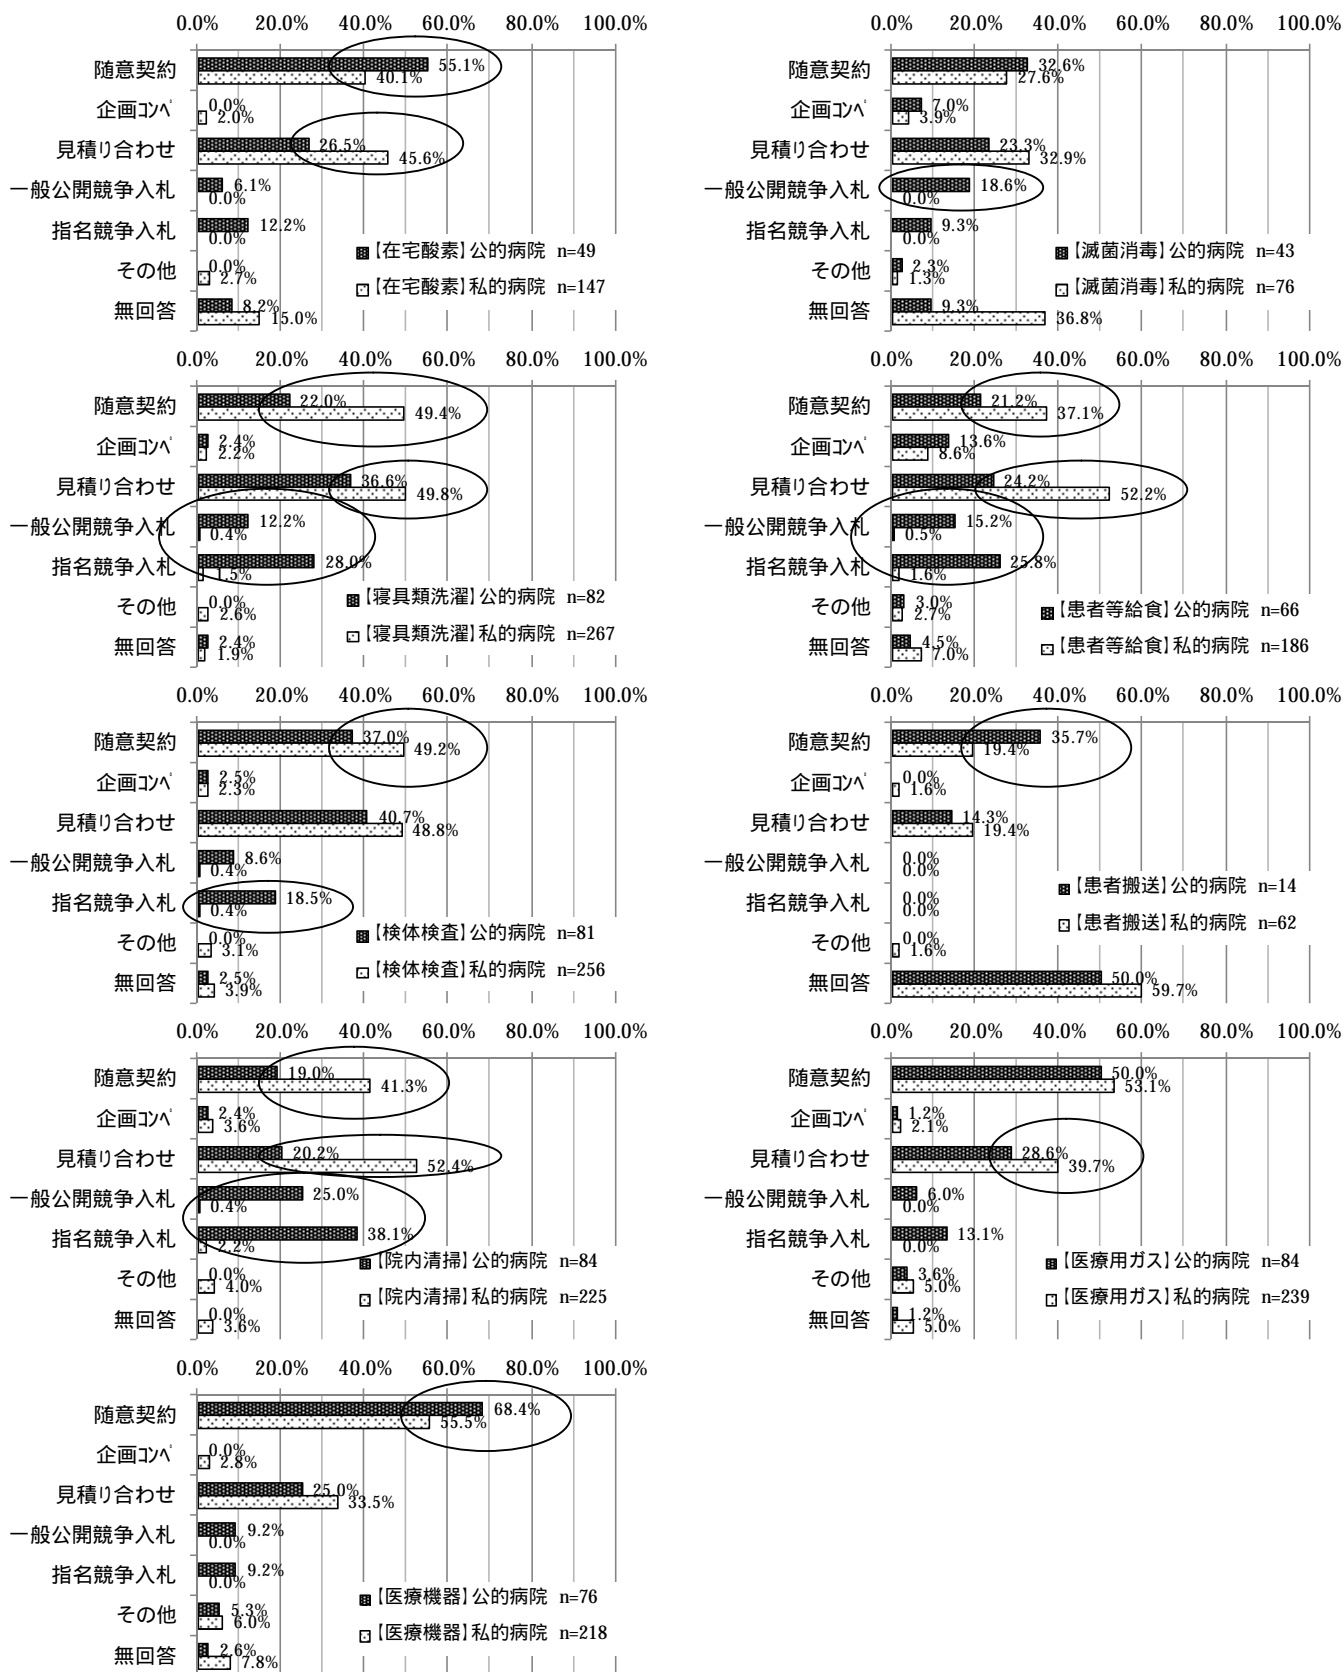 0.0% 20.0% 40.0% 60.0% 80.0% 100.0%
随意契約 55.1%
40.1%
企画コンペ 0.0%
2.0%
見積り合わせ 26.5%
45.6%
一般公開競争入札 6.1%
0.0%
指名競争入札 12.2%
0.0%
その他 0.0%
2.7%
無回答 8.2%
15.0%
【在宅酸素】公的病院 n=49
【在宅酸素】私的病院 n=147
0.0% 20.0% 40.0% 60.0% 80.0% 100.0%
随意契約 32.6%
27.6%
企画コンペ 7.0%
3.9%
見積り合わせ 23.3%
32.9%
一般公開競争入札 18.6%
0.0%
指名競争入札 9.3%
0.0%
その他 2.3%
1.3%
無回答 9.3%
36.8%
【滅菌消毒】公的病院 n=43
【滅菌消毒】私的病院 n=76
0.0% 20.0% 40.0% 60.0% 80.0% 100.0%
随意契約 22.0%
49.4%
企画コンペ 2.4%
2.2%
見積り合わせ 36.6%
49.8%
一般公開競争入札 12.2%
0.4%
指名競争入札 28.0%
1.5%
その他 0.0%
2.6%
無回答 2.4%
1.9%
【寝具類洗濯】公的病院 n=82
【寝具類洗濯】私的病院 n=267
0.0% 20.0% 40.0% 60.0% 80.0% 100.0%
随意契約 21.2%
37.1%
企画コンペ 13.6%
8.6%
見積り合わせ 24.2%
52.2%
一般公開競争入札 15.2%
0.5%
指名競争入札 25.8%
1.6%
その他 3.0%
2.7%
無回答 4.5%
7.0%
【患者等給食】公的病院 n=66
【患者等給食】私的病院 n=186
0.0% 20.0% 40.0% 60.0% 80.0% 100.0%
随意契約 37.0%
49.2%
企画コンペ 2.5%
2.3%
見積り合わせ 40.7%
48.8%
一般公開競争入札 8.6%
0.4%
指名競争入札 18.5%
0.4%
その他 0.0%
3.1%
無回答 2.5%
3.9%
【検体検査】公的病院 n=81
【検体検査】私的病院 n=256
0.0% 20.0% 40.0% 60.0% 80.0% 100.0%
随意契約 35.7%
19.4%
企画コンペ 0.0%
1.6%
見積り合わせ 14.3%
19.4%
一般公開競争入札 0.0%
0.0%
指名競争入札 0.0%
0.0%
その他 0.0%
1.6%
無回答 50.0%
59.7%
【患者搬送】公的病院 n=14
【患者搬送】私的病院 n=62
0.0% 20.0% 40.0% 60.0% 80.0% 100.0%
随意契約 19.0%
41.3%
企画コンペ 2.4%
3.6%
見積り合わせ 20.2%
52.4%
一般公開競争入札 25.0%
0.4%
指名競争入札 38.1%
2.2%
その他 0.0%
4.0%
無回答 0.0%
3.6%
【院内清掃】公的病院 n=84
【院内清掃】私的病院 n=225
0.0% 20.0% 40.0% 60.0% 80.0% 100.0%
随意契約 50.0%
53.1%
企画コンペ 1.2%
2.1%
見積り合わせ 28.6%
39.7%
一般公開競争入札 6.0%
0.0%
指名競争入札 13.1%
0.0%
その他 3.6%
5.0%
無回答 1.2%
5.0%
【医療用ガス】公的病院 n=84
【医療用ガス】私的病院 n=239
0.0% 20.0% 40.0% 60.0% 80.0% 100.0%
随意契約 68.4%
55.5%
企画コンペ 0.0%
2.8%
見積り合わせ 25.0%
33.5%
一般公開競争入札 9.2%
0.0%
指名競争入札 9.2%
0.0%
その他 5.3%
6.0%
無回答 2.6%
7.8%
【医療機器】公的病院 n=76
【医療機器】私的病院 n=218